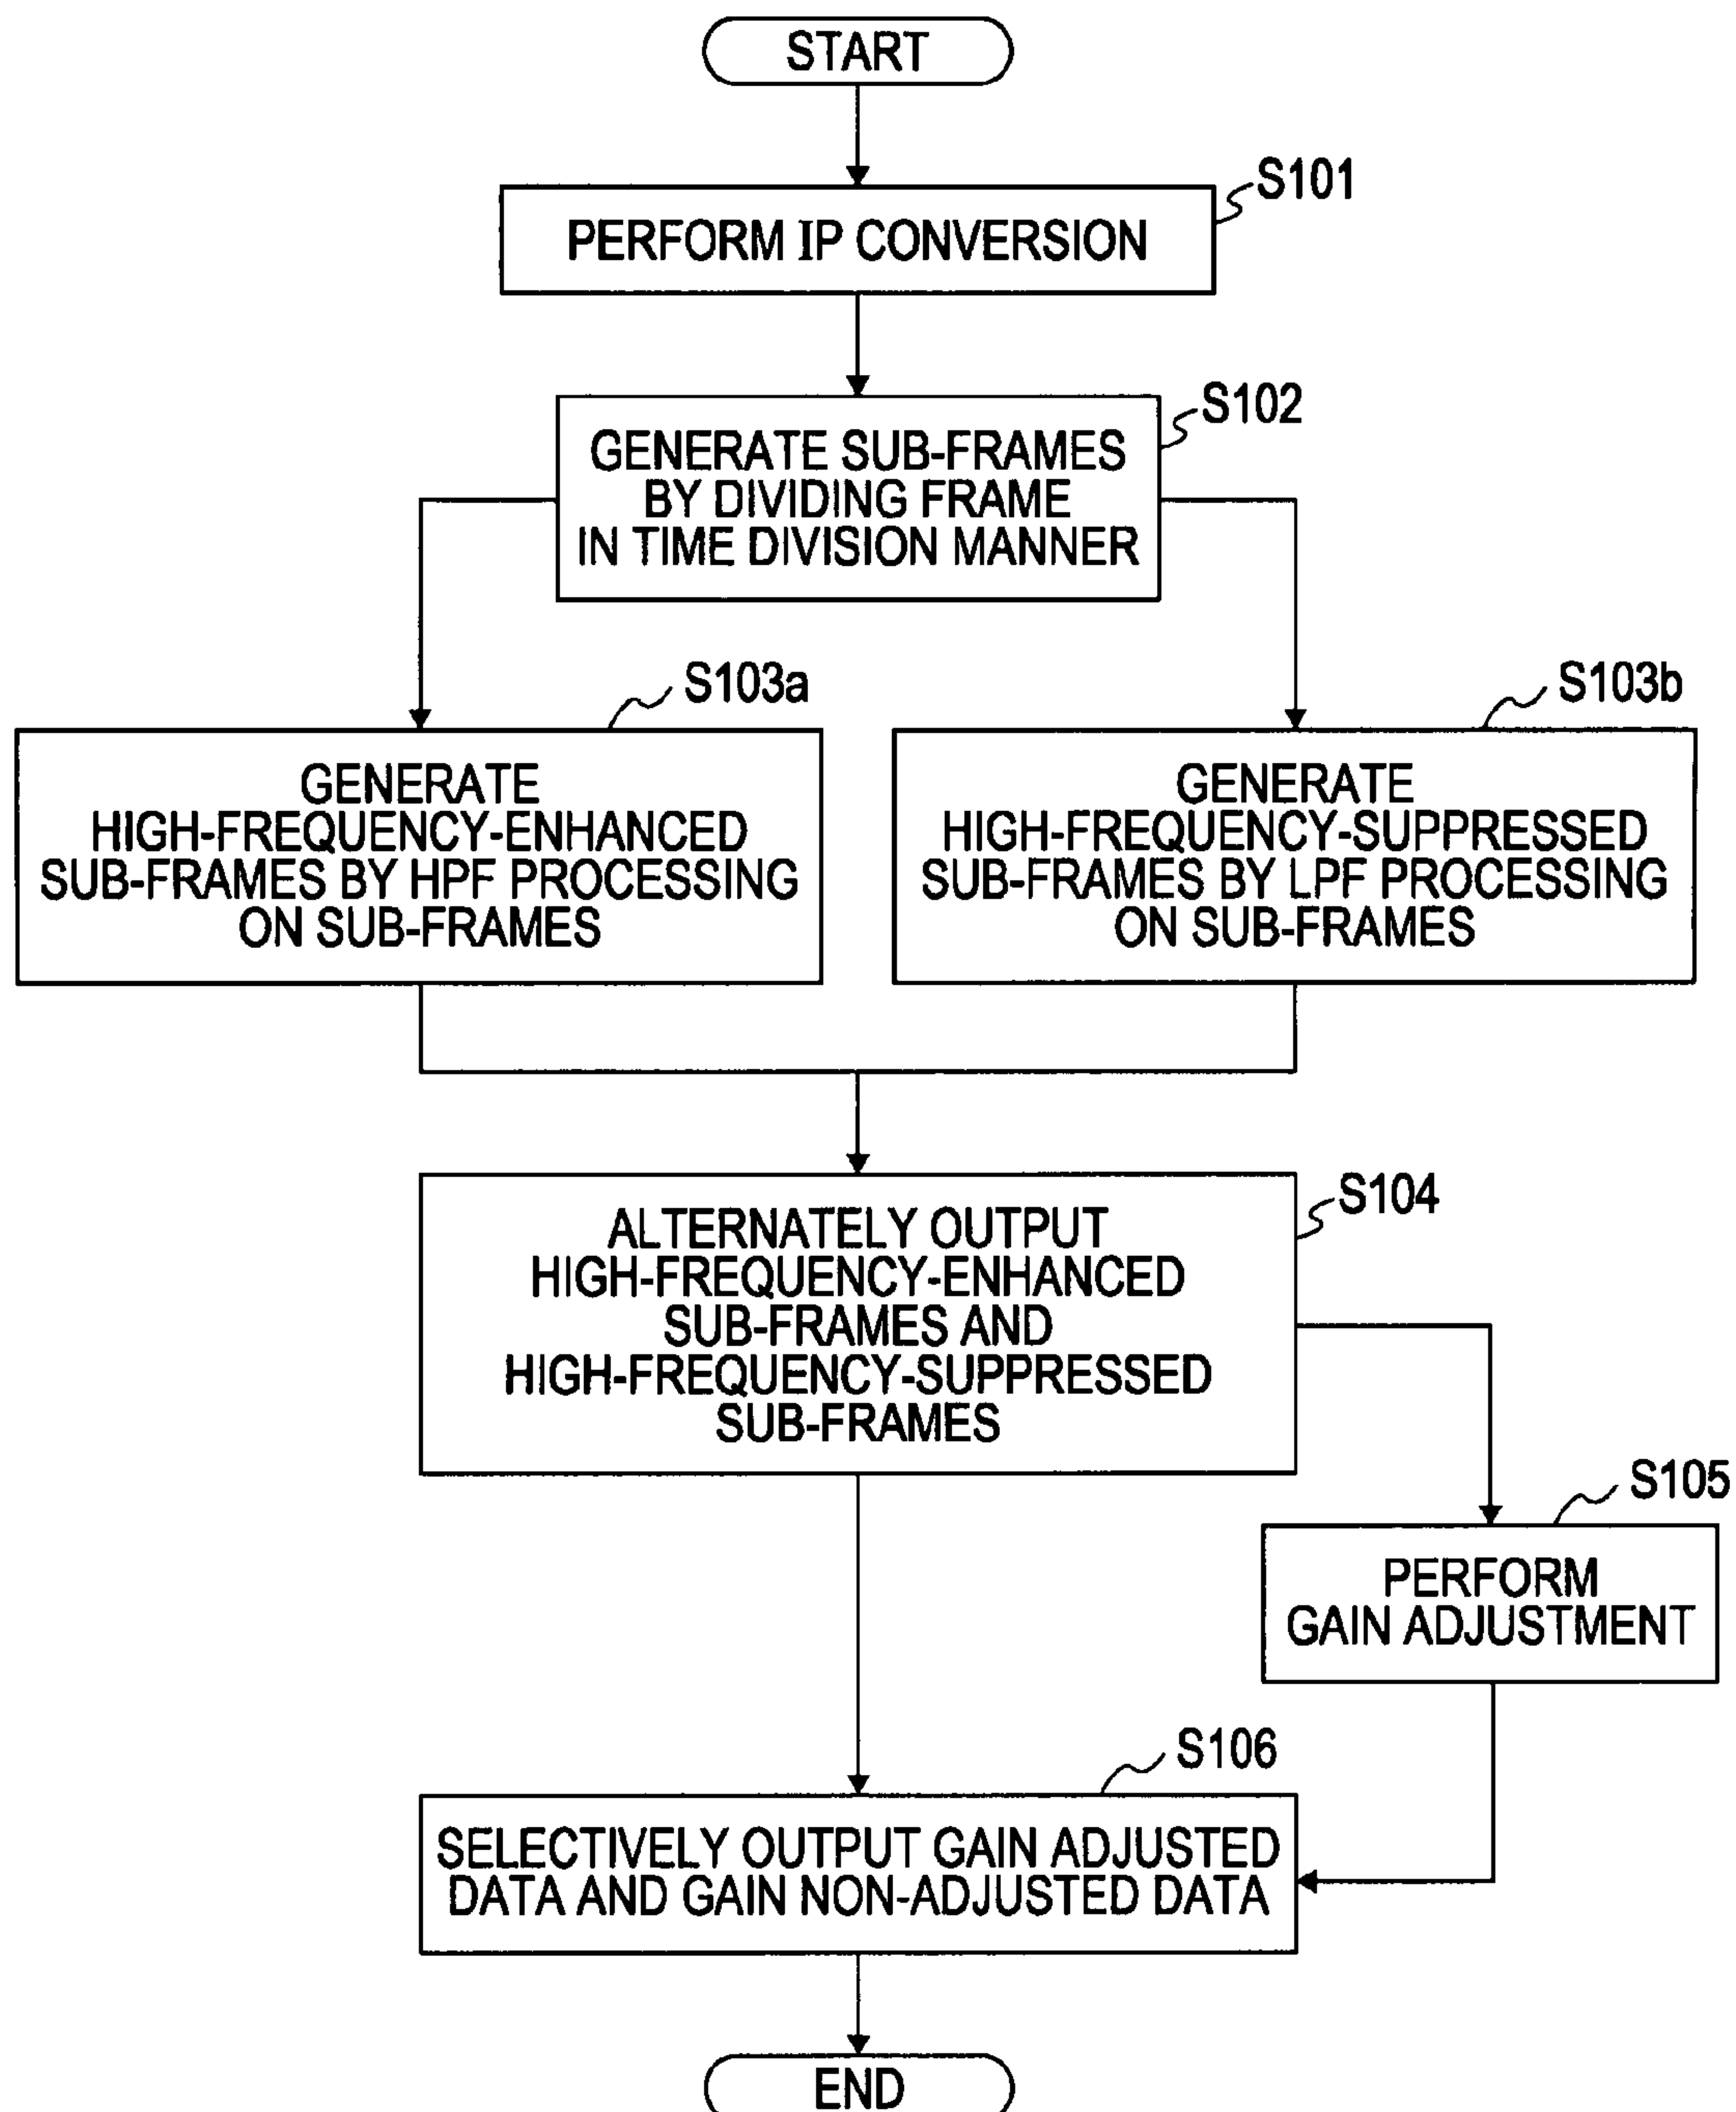 START
S101
PERFORM IP CONVERSION
S102
GENERATE SUB-FRAMES
BY DIVIDING FRAME
IN TIME DIVISION MANNER
S103a
GENERATE
HIGH-FREQUENCY-ENHANCED
SUB-FRAMES BY HPF PROCESSING
ON SUB-FRAMES
S103b
GENERATE
HIGH-FREQUENCY-SUPPRESSED
SUB-FRAMES BY LPF PROCESSING
ON SUB-FRAMES
S104
ALTERNATELY OUTPUT
HIGH-FREQUENCY-ENHANCED
SUB-FRAMES AND
HIGH-FREQUENCY-SUPPRESSED
SUB-FRAMES
S105
PERFORM
GAIN ADJUSTMENT
S106
SELECTIVELY OUTPUT GAIN ADJUSTED
DATA AND GAIN NON-ADJUSTED DATA
END